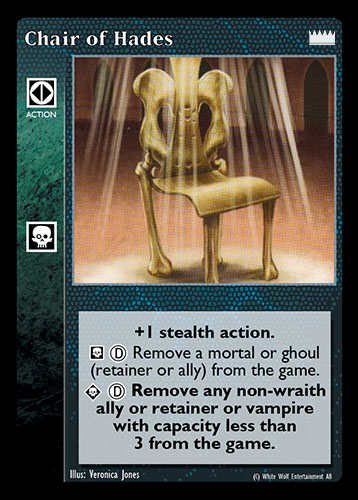 Chair of Hades
ACTION
+1 stealth action.
Ⓓ Remove a mortal or ghoul
(retainer or ally) from the game.
Ⓓ Remove any non-wraith
ally or retainer or vampire
with capacity less than
3 from the game.
Illus: Veronica Jones
(C) White Wolf Entertainment AB